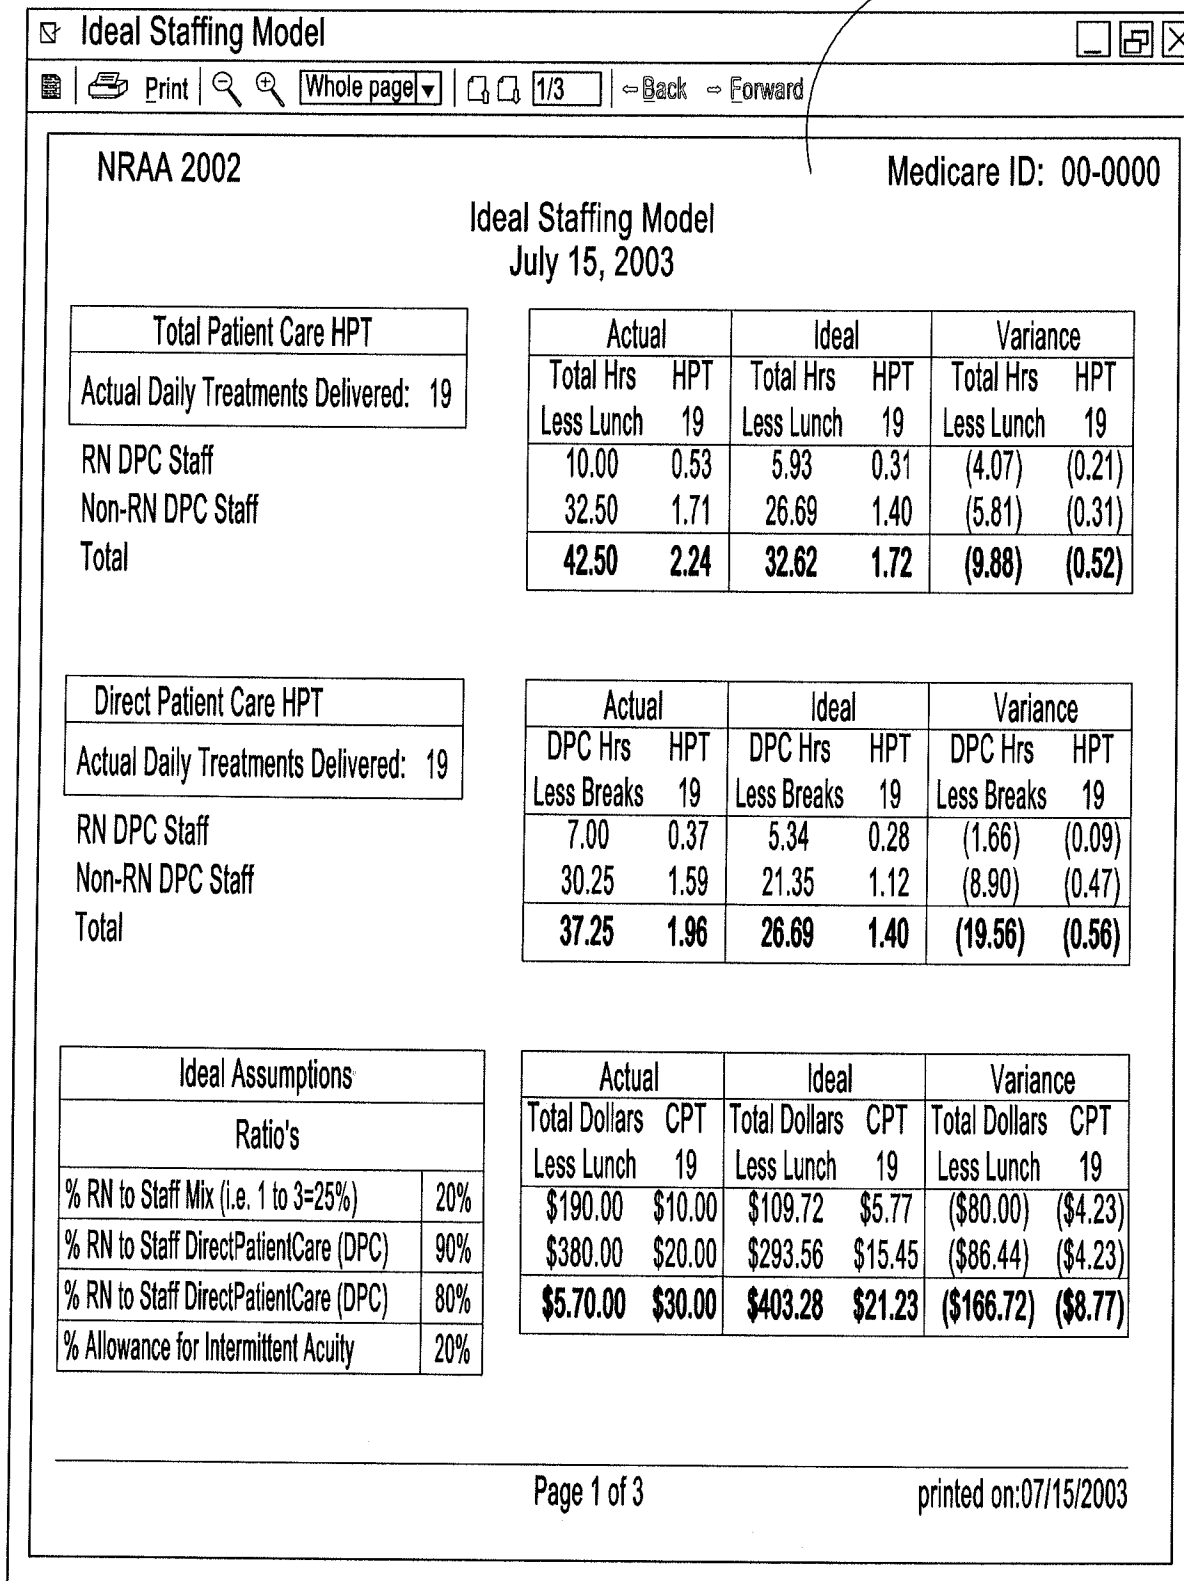 Ideal Staffing Model
Print Whole page 1/3 Back Forward
NRAA 2002 Medicare ID: 00-0000
Ideal Staffing Model
July 15, 2003
Total Patient Care HPT Actual Ideal Variance
Actual Daily Treatments Delivered: 19 Total Hrs HPT Total Hrs HPT Total Hrs HPT
Less Lunch 19 Less Lunch 19 Less Lunch 19
RN DPC Staff 10.00 0.53 5.93 0.31 (4.07) (0.21)
Non-RN DPC Staff 32.50 1.71 26.69 1.40 (5.81) (0.31)
Total 42.50 2.24 32.62 1.72 (9.88) (0.52)
Direct Patient Care HPT Actual Ideal Variance
Actual Daily Treatments Delivered: 19 DPC Hrs HPT DPC Hrs HPT DPC Hrs HPT
Less Breaks 19 Less Breaks 19 Less Breaks 19
RN DPC Staff 7.00 0.37 5.34 0.28 (1.66) (0.09)
Non-RN DPC Staff 30.25 1.59 21.35 1.12 (8.90) (0.47)
Total 37.25 1.96 26.69 1.40 (19.56) (0.56)
Ideal Assumptions Actual Ideal Variance
Ratio's Total Dollars CPT Total Dollars CPT Total Dollars CPT
Less Lunch 19 Less Lunch 19 Less Lunch 19
% RN to Staff Mix (i.e. 1 to 3=25%) 20% $190.00 $10.00 $109.72 $5.77 ($80.00) ($4.23)
% RN to Staff DirectPatientCare (DPC) 90% $380.00 $20.00 $293.56 $15.45 ($86.44) ($4.23)
% RN to Staff DirectPatientCare (DPC) 80% $5.70.00 $30.00 $403.28 $21.23 ($166.72) ($8.77)
% Allowance for Intermittent Acuity 20%
Page 1 of 3 printed on:07/15/2003